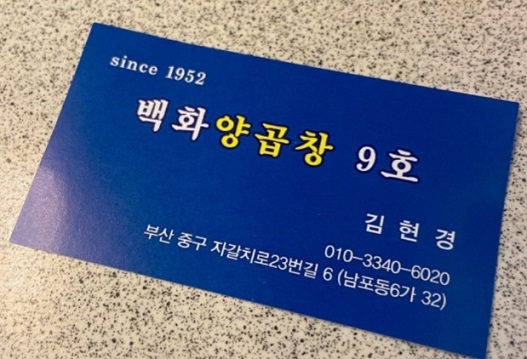 since 1952
백화양곱창 9호
김현경
010-3340-6020
부산 중구 자갈치로23번길 6 (남포동6가 32)